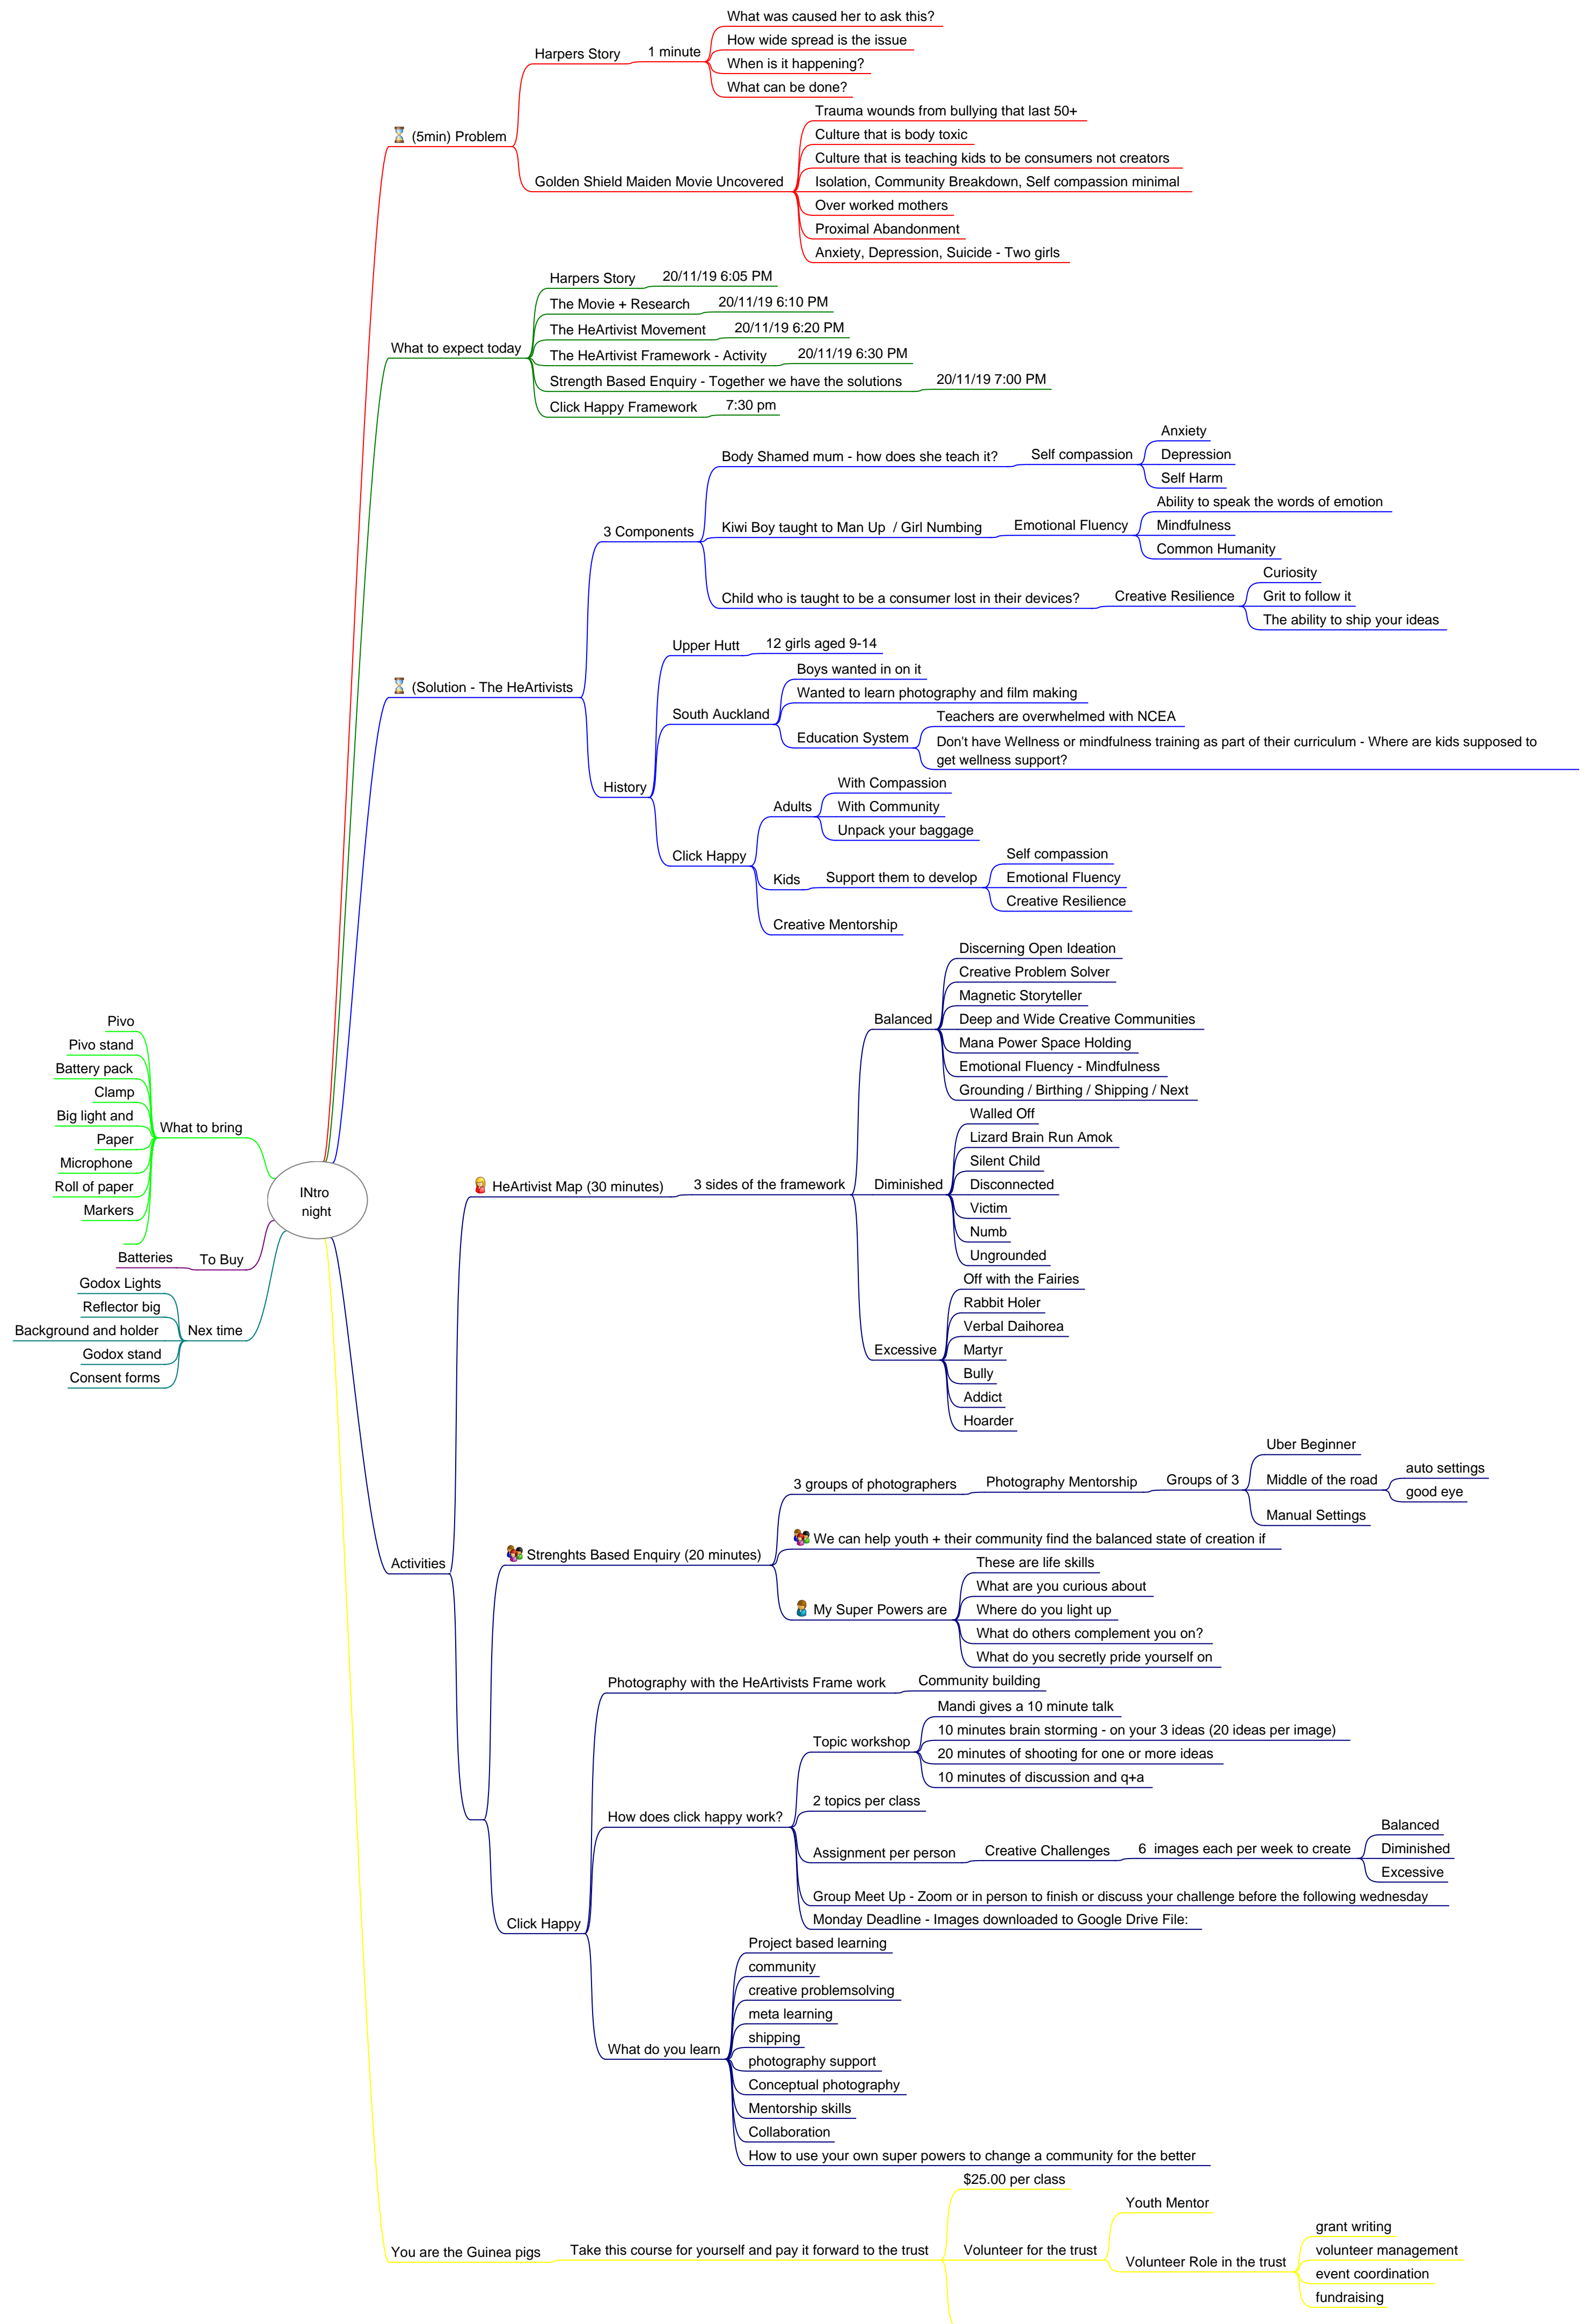 INtro
night
(5min) Problem
Harpers Story
1 minute
What was caused her to ask this?
How wide spread is the issue
When is it happening?
What can be done?
Golden Shield Maiden Movie Uncovered
Trauma wounds from bullying that last 50+
Culture that is body toxic
Culture that is teaching kids to be consumers not creators
Isolation, Community Breakdown, Self compassion minimal
Over worked mothers
Proximal Abandonment
Anxiety, Depression, Suicide - Two girls
What to expect today
Harpers Story
20/11/19 6:05 PM
The Movie + Research
20/11/19 6:10 PM
The HeArtivist Movement
20/11/19 6:20 PM
The HeArtivist Framework - Activity
20/11/19 6:30 PM
Strength Based Enquiry - Together we have the solutions
20/11/19 7:00 PM
Click Happy Framework
7:30 pm
(Solution - The HeArtivists
3 Components
Body Shamed mum - how does she teach it?
Self compassion
Anxiety
Depression
Self Harm
Kiwi Boy taught to Man Up  / Girl Numbing
Emotional Fluency
Ability to speak the words of emotion
Mindfulness
Common Humanity
Child who is taught to be a consumer lost in their devices?
Creative Resilience
Curiosity
Grit to follow it
The ability to ship your ideas
History
Upper Hutt
12 girls aged 9-14
South Auckland
Boys wanted in on it
Wanted to learn photography and film making
Education System
Teachers are overwhelmed with NCEA
Don't have Wellness or mindfulness training as part of their curriculum - Where are kids supposed to
get wellness support?
Click Happy
Adults
With Compassion
With Community
Unpack your baggage
Kids
Support them to develop
Self compassion
Emotional Fluency
Creative Resilience
Creative Mentorship
Activities
HeArtivist Map (30 minutes)
3 sides of the framework
Balanced
Discerning Open Ideation
Creative Problem Solver
Magnetic Storyteller
Deep and Wide Creative Communities
Mana Power Space Holding
Emotional Fluency - Mindfulness
Grounding / Birthing / Shipping / Next
Diminished
Walled Off
Lizard Brain Run Amok
Silent Child
Disconnected
Victim
Numb
Ungrounded
Excessive
Off with the Fairies
Rabbit Holer
Verbal Daihorea
Martyr
Bully
Addict
Hoarder
Strenghts Based Enquiry (20 minutes)
3 groups of photographers
Photography Mentorship
Groups of 3
Uber Beginner
Middle of the road
auto settings
good eye
Manual Settings
We can help youth + their community find the balanced state of creation if
My Super Powers are
These are life skills
What are you curious about
Where do you light up
What do others complement you on?
What do you secretly pride yourself on
Click Happy
Photography with the HeArtivists Frame work
Community building
How does click happy work?
Topic workshop
Mandi gives a 10 minute talk
10 minutes brain storming - on your 3 ideas (20 ideas per image)
20 minutes of shooting for one or more ideas
10 minutes of discussion and q+a
2 topics per class
Assignment per person
Creative Challenges
6  images each per week to create
Balanced
Diminished
Excessive
Group Meet Up - Zoom or in person to finish or discuss your challenge before the following wednesday
Monday Deadline - Images downloaded to Google Drive File:
What do you learn
Project based learning
community
creative problemsolving
meta learning
shipping
photography support
Conceptual photography
Mentorship skills
Collaboration
How to use your own super powers to change a community for the better
You are the Guinea pigs
Take this course for yourself and pay it forward to the trust
$25.00 per class
Volunteer for the trust
Youth Mentor
Volunteer Role in the trust
grant writing
volunteer management
event coordination
fundraising
What to bring
Pivo
Pivo stand
Battery pack
Clamp
Big light and
Paper
Microphone
Roll of paper
Markers
To Buy
Batteries
Nex time
Godox Lights
Reflector big
Background and holder
Godox stand
Consent forms